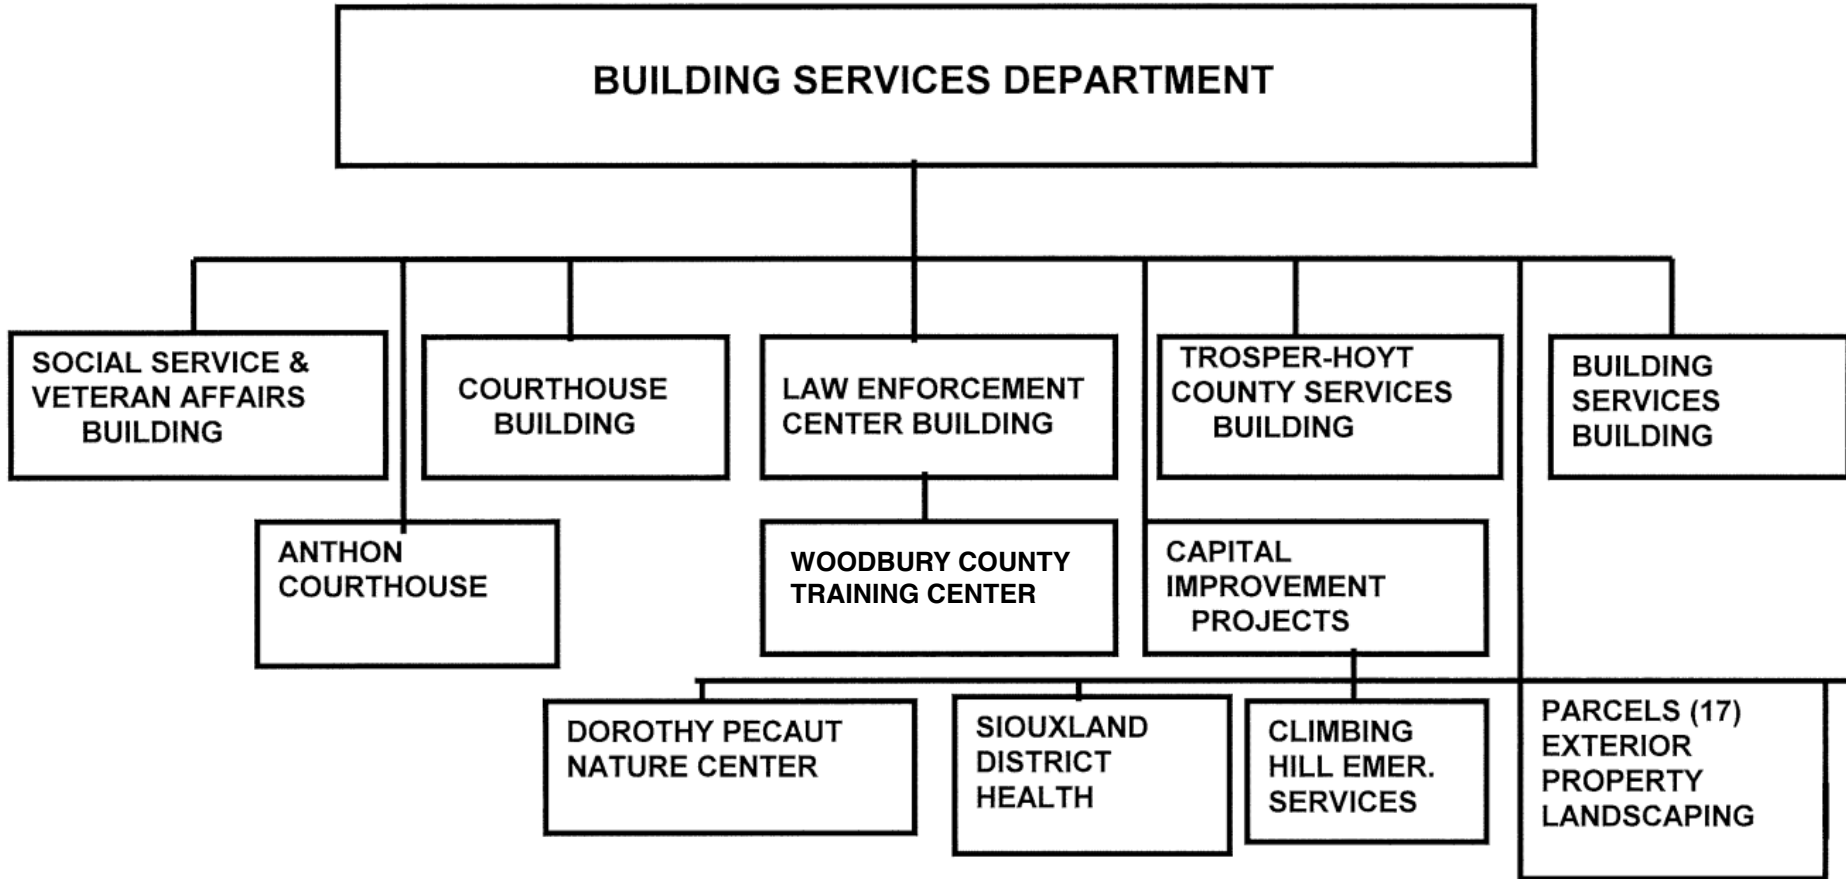 BUILDING SERVICES DEPARTMENT
SOCIAL SERVICE &
VETERAN AFFAIRS
BUILDING
COURTHOUSE
BUILDING
LAW ENFORCEMENT
CENTER BUILDING
TROSPER-HOYT
COUNTY SERVICES
BUILDING
BUILDING
SERVICES
BUILDING
ANTHON
COURTHOUSE
WOODBURY COUNTY
TRAINING CENTER
CAPITAL
IMPROVEMENT
PROJECTS
DOROTHY PECAUT
NATURE CENTER
SIOUXLAND
DISTRICT
HEALTH
CLIMBING
HILL EMER.
SERVICES
PARCELS (17)
EXTERIOR
PROPERTY
LANDSCAPING